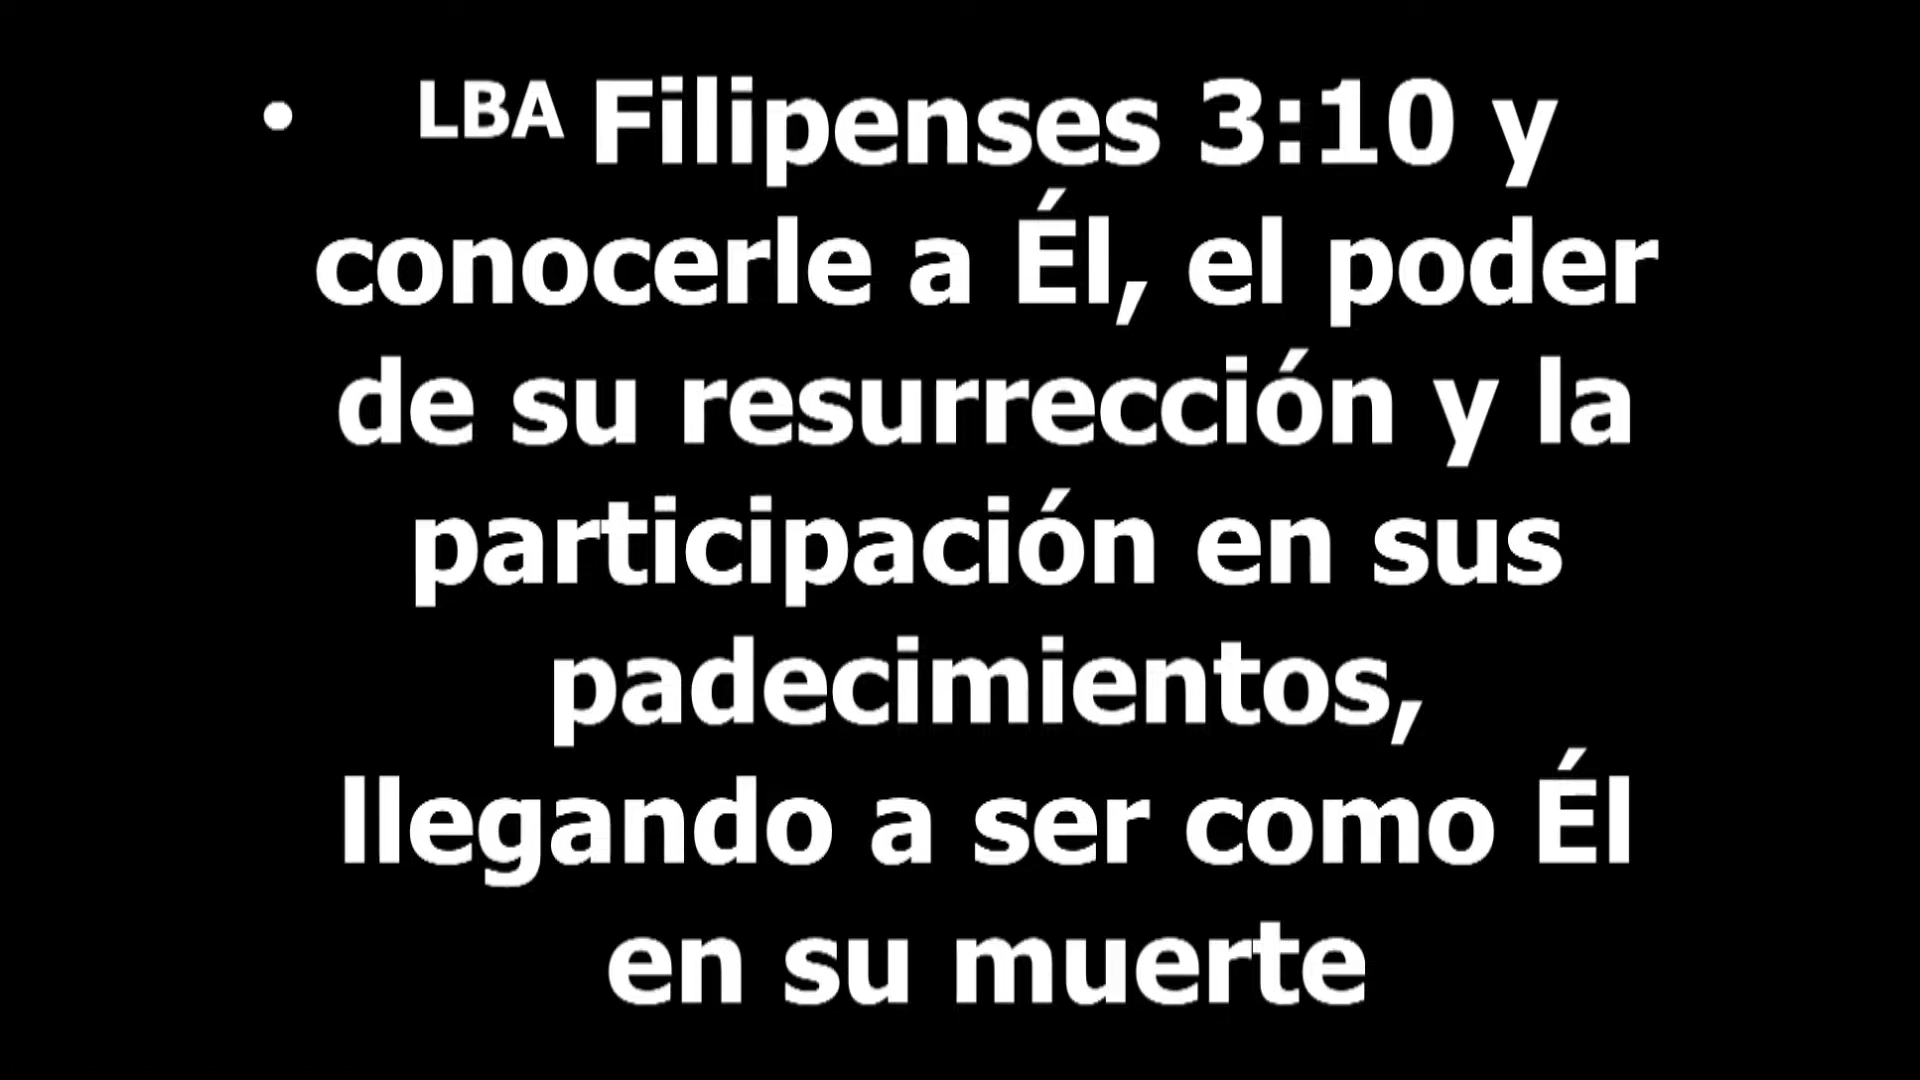 • LBA Filipenses 3:10 y
conocerle a Él, el poder
de su resurrección y la
participación en sus
padecimientos,
llegando a ser como Él
en su muerte